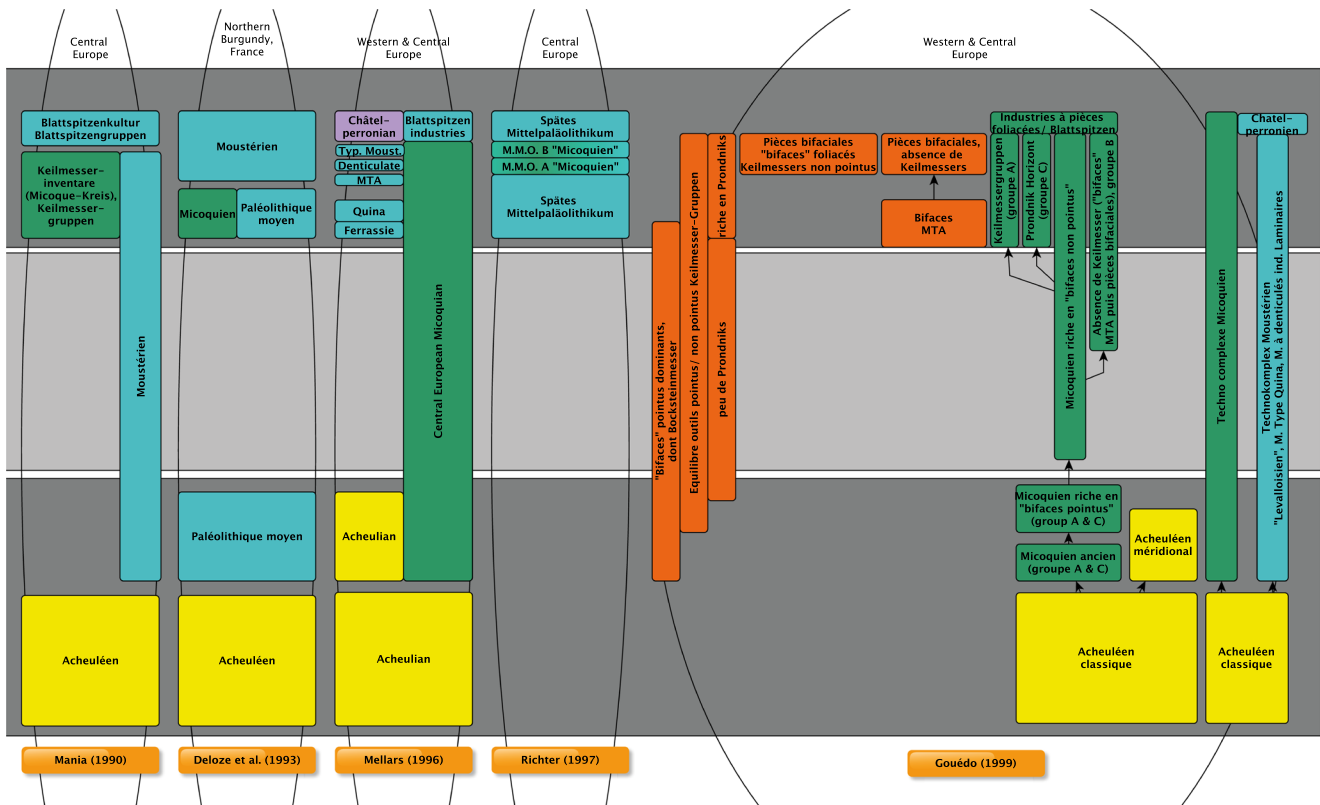 Central
Europe
Northern
Burgundy,
France
Western & Central
Europe
Central
Europe
Western & Central
Europe
Blattspitzenkultur
Blattspitzengruppen
Keilmesser-
inventare
(Micoque-Kreis),
Keilmesser-
gruppen
Moustérien
Acheuléen
Mania (1990)
Moustérien
Micoquien
Paléolithique
moyen
Paléolithique moyen
Acheuléen
Deloze et al. (1993)
Châtel-
perronian
Blattspitzen
industries
Typ. Moust.
Denticulate
MTA
Quina
Ferrassie
Central European Micoquian
Acheulian
Acheulian
Mellars (1996)
Spätes
Mittelpaläolithikum
M.M.O. B "Micoquien"
M.M.O. A "Micoquien"
Spätes
Mittelpaläolithikum
Richter (1997)
"Bifaces" pointus dominants,
dont Bocksteinmesser
Equilibre outils pointus/ non pointus Keilmesser-Gruppen
riche en Prondniks
peu de Prondniks
Pièces bifaciales
"bifaces" foliacés
Keilmessers non pointus
Pièces bifaciales,
absence de
Keilmessers
Bifaces
MTA
Industries à pièces
foliacées/ Blattspitzen
Keilmessergruppen
(groupe A)
Prondnik Horizont
(groupe C)
Micoquien riche en "bifaces non pointus"
Absence de Keilmesser ("bifaces"
MTA puis pièces bifaciales), groupe B
Micoquien riche en
"bifaces pointus"
(group A & C)
Micoquien ancien
(groupe A & C)
Acheuléen
méridional
Acheuléen
classique
Techno complexe Micoquien
Chatel-
perronien
Technokomplex Moustérien
"Levalloisien", M. Type Quina, M. à denticulés ind. Laminaires
Acheuléen
classique
Gouédo (1999)